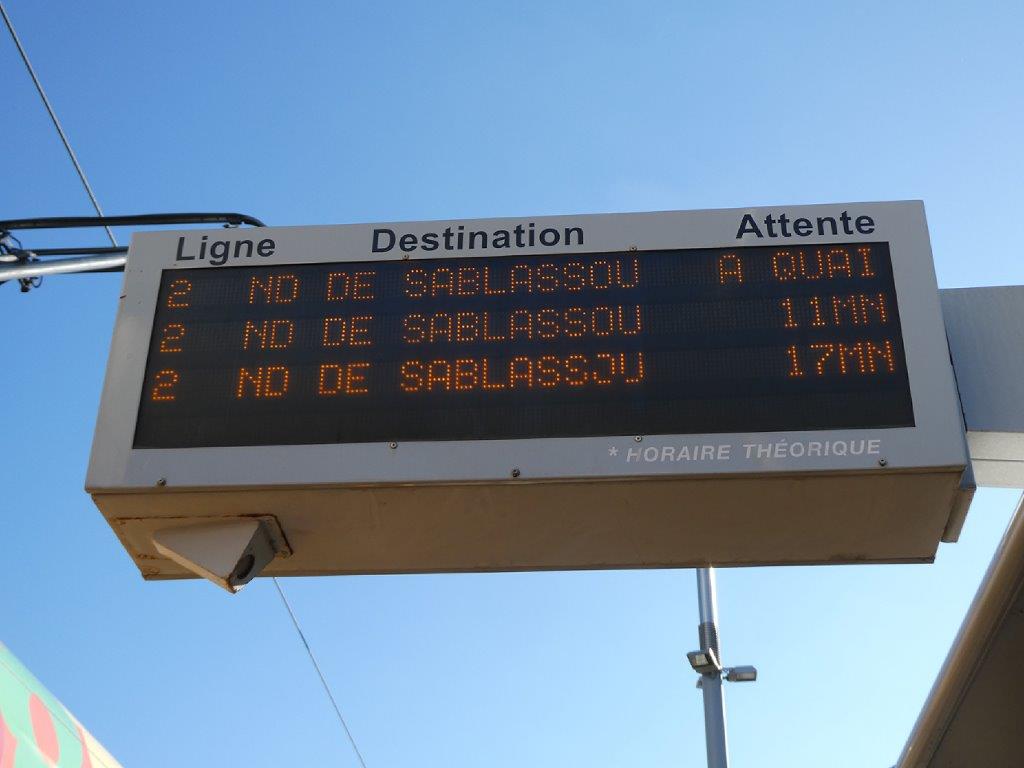 Ligne Destination Attente
2 ND DE SABLASSOU A QUAI
2 ND DE SABLASSOU 11MN
2 ND DE SABLASSJU 17MN
* HORAIRE THÉORIQUE